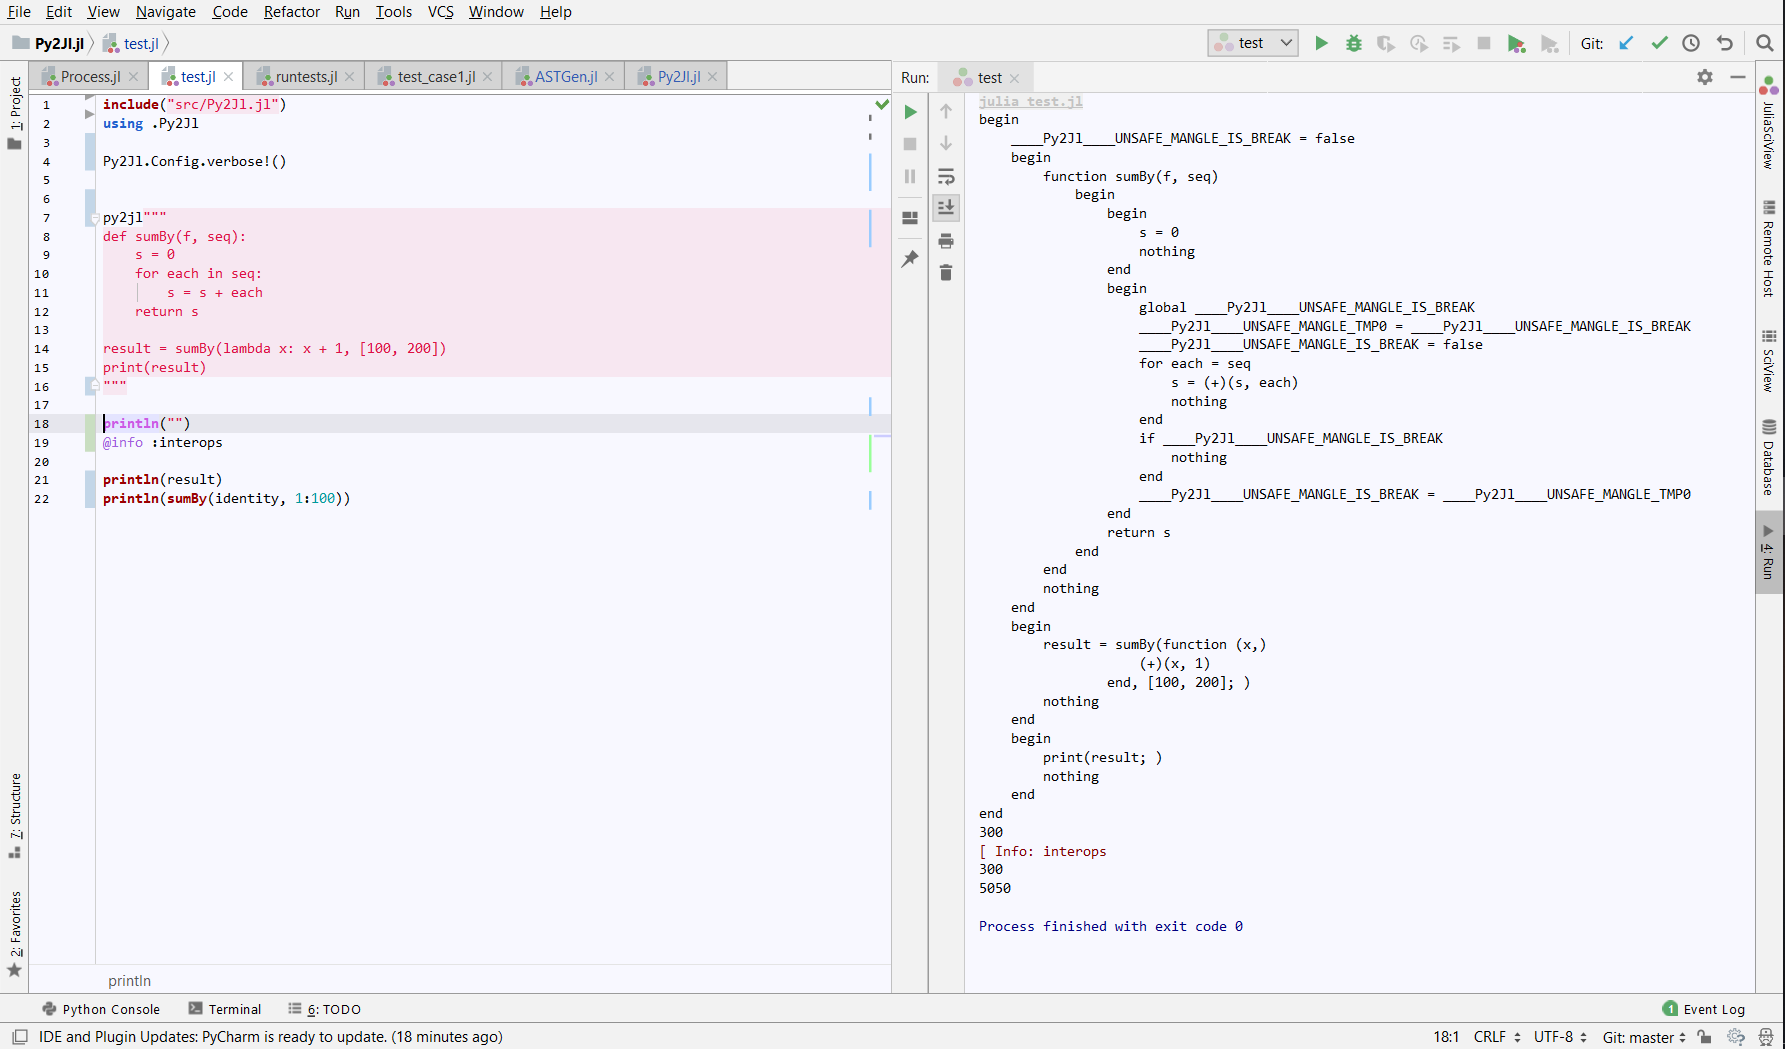 File Edit View Navigate Code Refactor Run Tools VCS Window Help
Py2Jl.jl test.jl test Git:
Process.jl test.jl runtests.jl test_case1.jl ASTGen.jl Py2Jl.jl Run: test
1 include("src/Py2Jl.jl")
2 using .Py2Jl
3
4 Py2Jl.Config.verbose!()
5
6
7 py2jl"""
8 def sumBy(f, seq):
9     s = 0
10     for each in seq:
11         s = s + each
12     return s
13
14 result = sumBy(lambda x: x + 1, [100, 200])
15 print(result)
16 """
17
18 println("")
19 @info :interops
20
21 println(result)
22 println(sumBy(identity, 1:100))
println
julia test.jl
begin
    ____Py2Jl____UNSAFE_MANGLE_IS_BREAK = false
    begin
        function sumBy(f, seq)
            begin
                begin
                    s = 0
                    nothing
                end
                begin
                    global ____Py2Jl____UNSAFE_MANGLE_IS_BREAK
                    ____Py2Jl____UNSAFE_MANGLE_TMP0 = ____Py2Jl____UNSAFE_MANGLE_IS_BREAK
                    ____Py2Jl____UNSAFE_MANGLE_IS_BREAK = false
                    for each = seq
                        s = (+)(s, each)
                        nothing
                    end
                    if ____Py2Jl____UNSAFE_MANGLE_IS_BREAK
                        nothing
                    end
                    ____Py2Jl____UNSAFE_MANGLE_IS_BREAK = ____Py2Jl____UNSAFE_MANGLE_TMP0
                end
                return s
            end
        end
        nothing
    end
    begin
        result = sumBy(function (x,)
                    (+)(x, 1)
                end, [100, 200]; )
        nothing
    end
    begin
        print(result; )
        nothing
    end
end
300
[ Info: interops
300
5050
Process finished with exit code 0
1: Project
7: Structure
2: Favorites
JuliaSciView
Remote Host
SciView
Database
4: Run
Python Console Terminal 6: TODO 1 Event Log
IDE and Plugin Updates: PyCharm is ready to update. (18 minutes ago) 18:1 CRLF UTF-8 Git: master